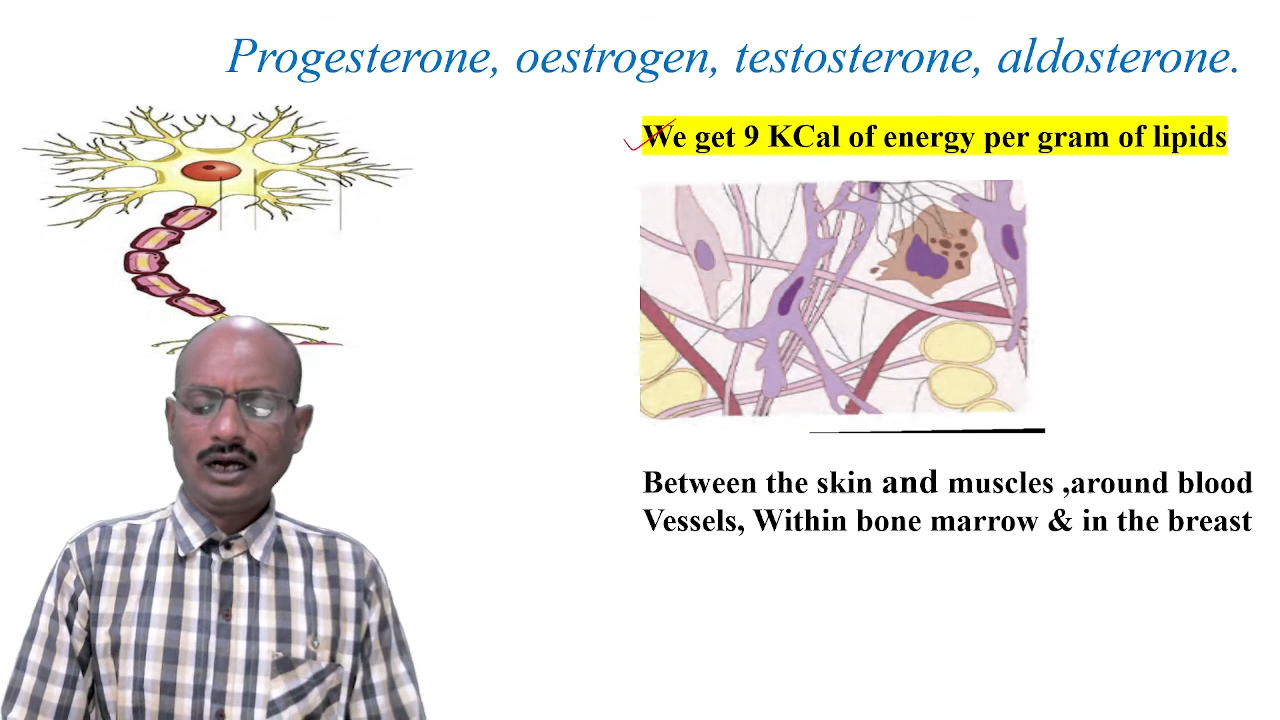 Progesterone, oestrogen, testosterone, aldosterone.
We get 9 KCal of energy per gram of lipids
Between the skin and muscles ,around blood
Vessels, Within bone marrow & in the breast